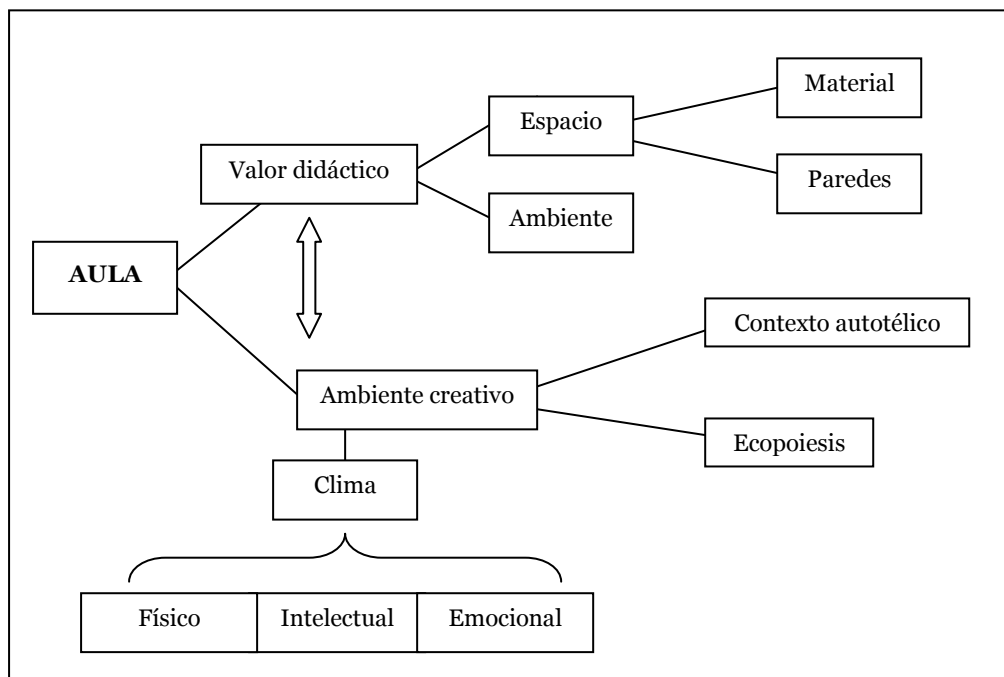 Material
Espacio
Valor didáctico
Paredes
Ambiente
AULA
Contexto autotélico
Ambiente creativo
Ecopoiesis
Clima
Físico
Intelectual
Emocional